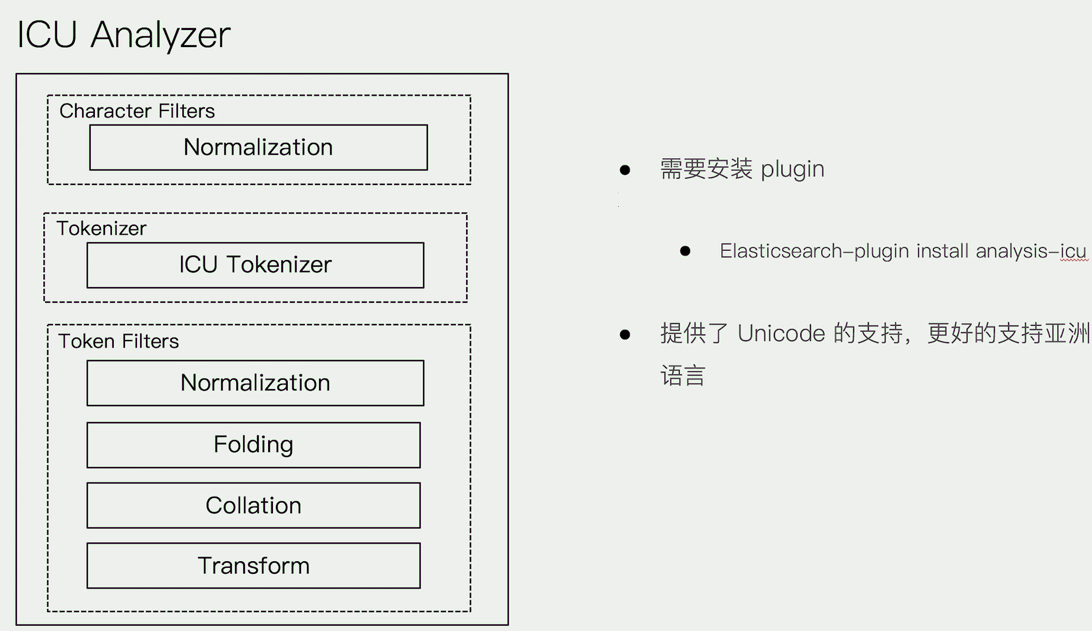 ICU Analyzer
Character Filters
Normalization
Tokenizer
ICU Tokenizer
Token Filters
Normalization
Folding
Collation
Transform
需要安装 plugin
Elasticsearch-plugin install analysis-icu
提供了 Unicode 的支持，更好的支持亚洲
语言